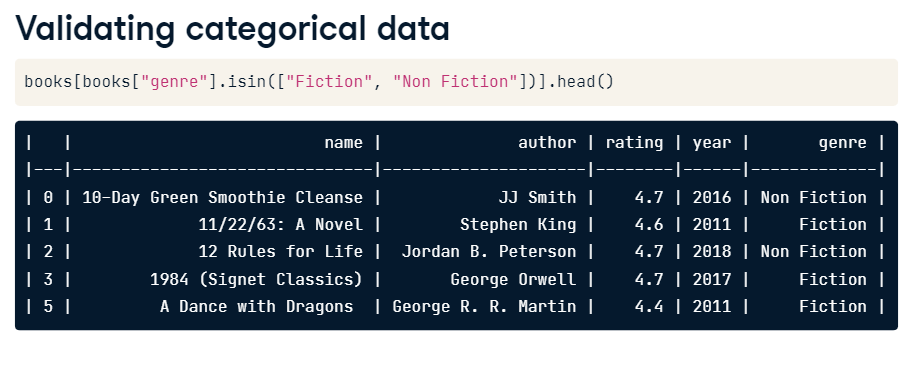 Validating categorical data
books[books["genre"].isin(["Fiction", "Non Fiction"])].head()
|   |                          name |              author | rating | year |       genre |
|---|-------------------------------|---------------------|--------|------|-------------|
| 0 | 10-Day Green Smoothie Cleanse |            JJ Smith |    4.7 | 2016 | Non Fiction |
| 1 |             11/22/63: A Novel |        Stephen King |    4.6 | 2011 |     Fiction |
| 2 |             12 Rules for Life |  Jordan B. Peterson |    4.7 | 2018 | Non Fiction |
| 3 |        1984 (Signet Classics) |       George Orwell |    4.7 | 2017 |     Fiction |
| 5 |         A Dance with Dragons  | George R. R. Martin |    4.4 | 2011 |     Fiction |